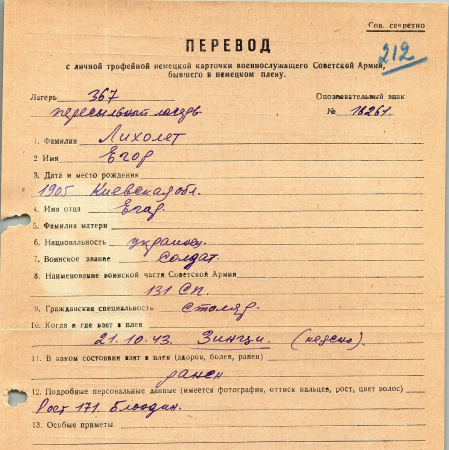 Сов. секретно
212
ПЕРЕВОД
с личной трофейной немецкой карточки военнослужащего Советской Армии,
бывшего в немецком плену.
Лагерь 367
пересыльный лагерь
Опознавательный знак
№ 16261.
1. Фамилия Лихолет
2 Имя Егор
3. Дата и место рождения
1905 Киевская обл.
4. Имя отца Егор.
5. Фамилия матери
6. Национальность украинец.
7. Воинское звание солдат.
8. Наименование воинской части Советской Армии
131 СП.
9. Гражданская специальность столяр.
10. Когда и где взят в плен
21.10.43. (неясно).
11. В каком состоянии взят в плен (здоров, болен, ранен)
ранен
12. Подробные персональные данные (имеется фотография, оттиск пальцев, рост, цвет волос)
Рост 171. Блондин.
13. Особые приметы